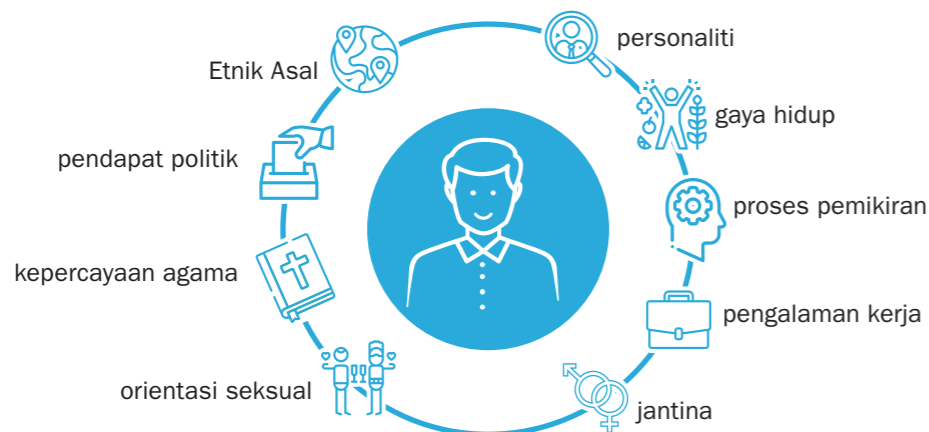 personaliti
Etnik Asal
gaya hidup
pendapat politik
proses pemikiran
kepercayaan agama
pengalaman kerja
orientasi seksual
jantina